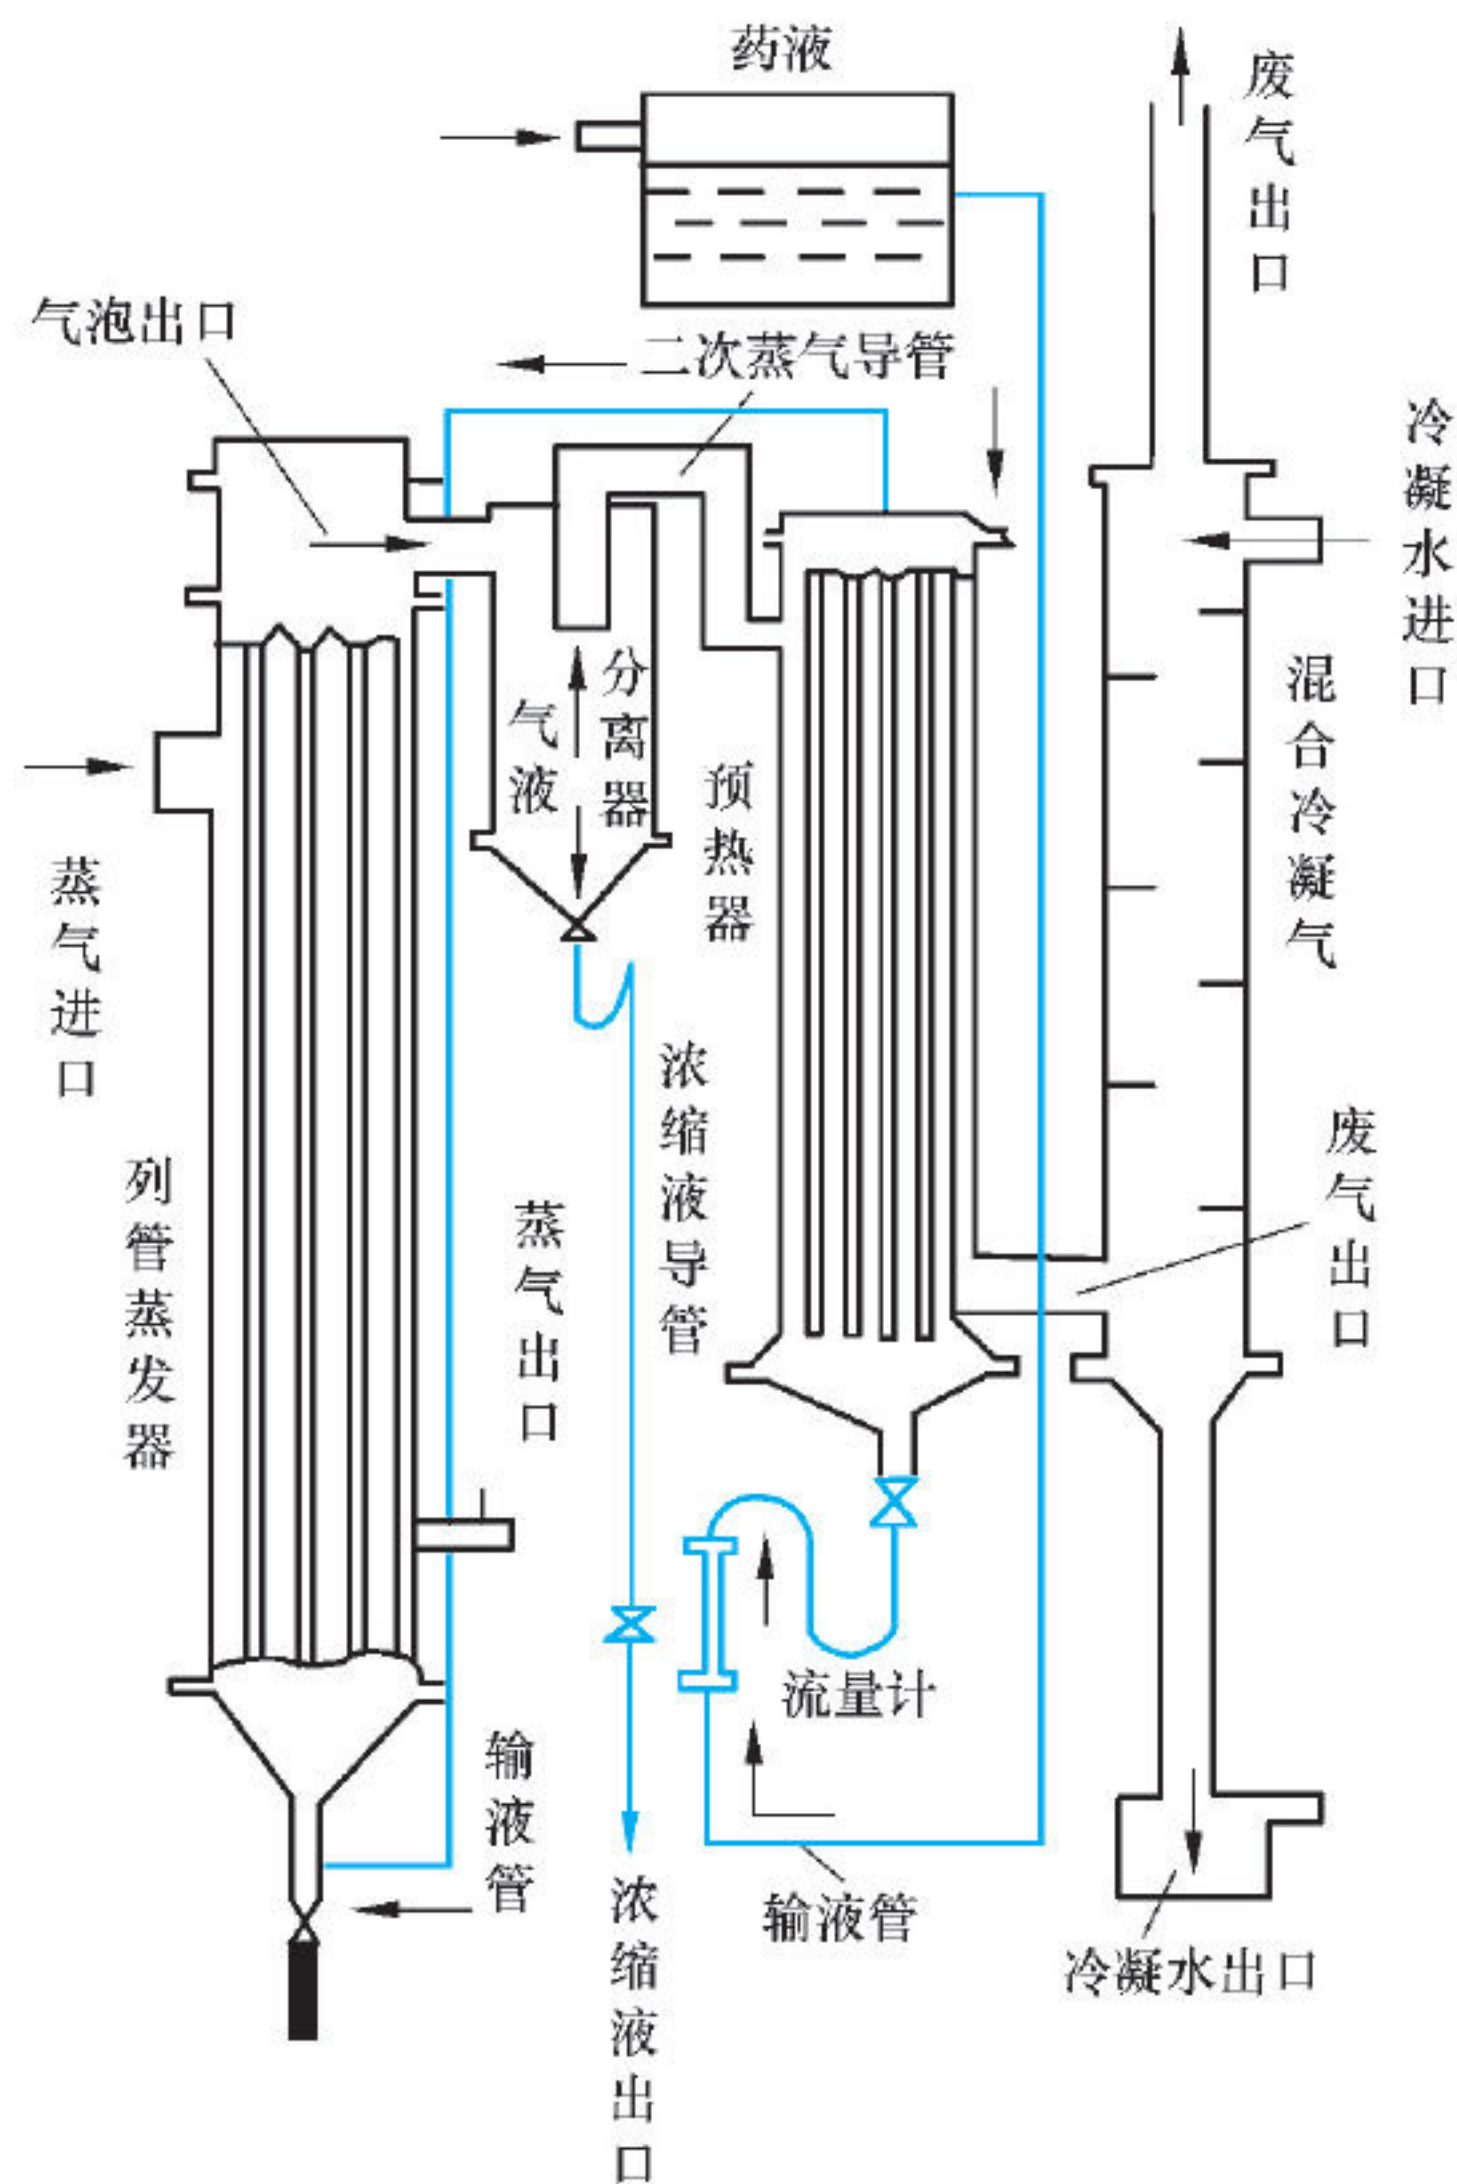 药液
废气出口
气泡出口
二次蒸气导管
冷凝水进口
分离器
气液
混合冷凝气
预热器
蒸气进口
浓缩液导管
废气出口
列管蒸发器
蒸气出口
流量计
输液管
输液管
浓缩液出口
冷凝水出口